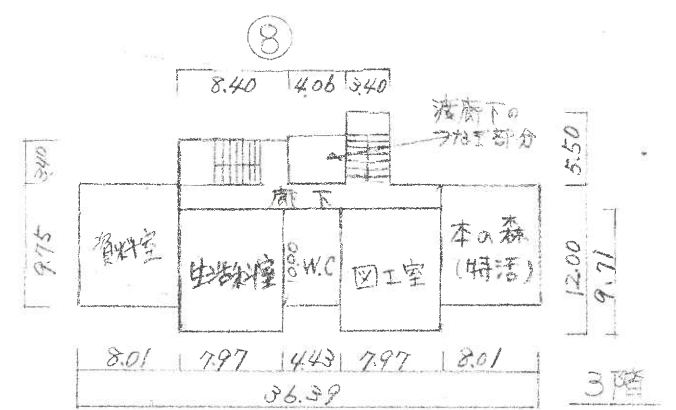 ⑧
8.40 4.06 3.40
渡廊下の
つなぎ部分
3.40
5.50
廊下
資料室
生活科室
10.00
W.C
図工室
本の森
(特活)
9.75
12.00
9.71
8.01 7.97 4.43 7.97 8.01
36.39
3階